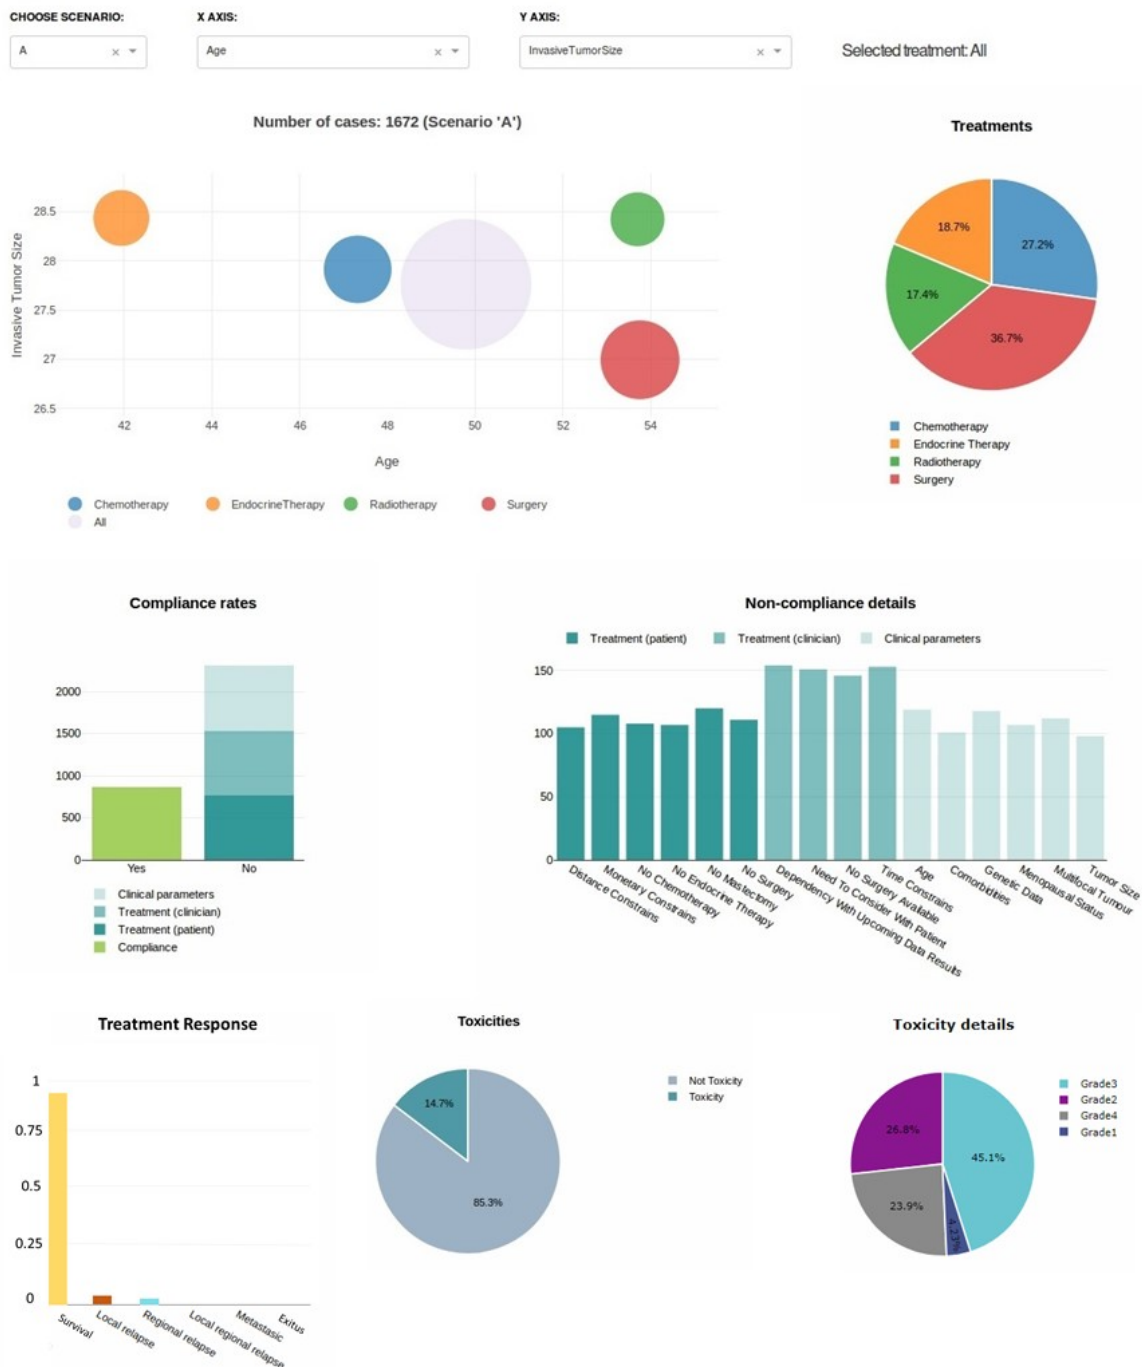 CHOOSE SCENARIO: X AXIS: Y AXIS:
A × Age × InvasiveTumorSize × Selected treatment: All
Number of cases: 1672 (Scenario 'A')
28.5
28
27.5
27
26.5
Invasive Tumor Size
42 44 46 48 50 52 54
Age
Chemotherapy EndocrineTherapy Radiotherapy Surgery
All
Treatments
18.7%
27.2%
17.4%
36.7%
Chemotherapy
Endocrine Therapy
Radiotherapy
Surgery
Compliance rates
2000
1500
1000
500
0
Yes No
Clinical parameters
Treatment (clinician)
Treatment (patient)
Compliance
Non-compliance details
Treatment (patient) Treatment (clinician) Clinical parameters
150
100
50
0
Distance Constrains
Monetary Constrains
No Chemotherapy
No Endocrine Therapy
No Mastectomy
No Surgery
Dependency With Upcoming Data Results
Need To Consider With Patient
No Surgery Available
Time Constrains
Age
Comorbidities
Genetic Data
Menopausal Status
Multifocal Tumour
Tumor Size
Treatment Response
1
0.75
0.5
0.25
0
Survival
Local relapse
Regional relapse
Local regional relapse
Metastasic
Exitus
Toxicities
14.7%
85.3%
Not Toxicity
Toxicity
Toxicity details
26.8%
45.1%
23.9%
4.23%
Grade3
Grade2
Grade4
Grade1